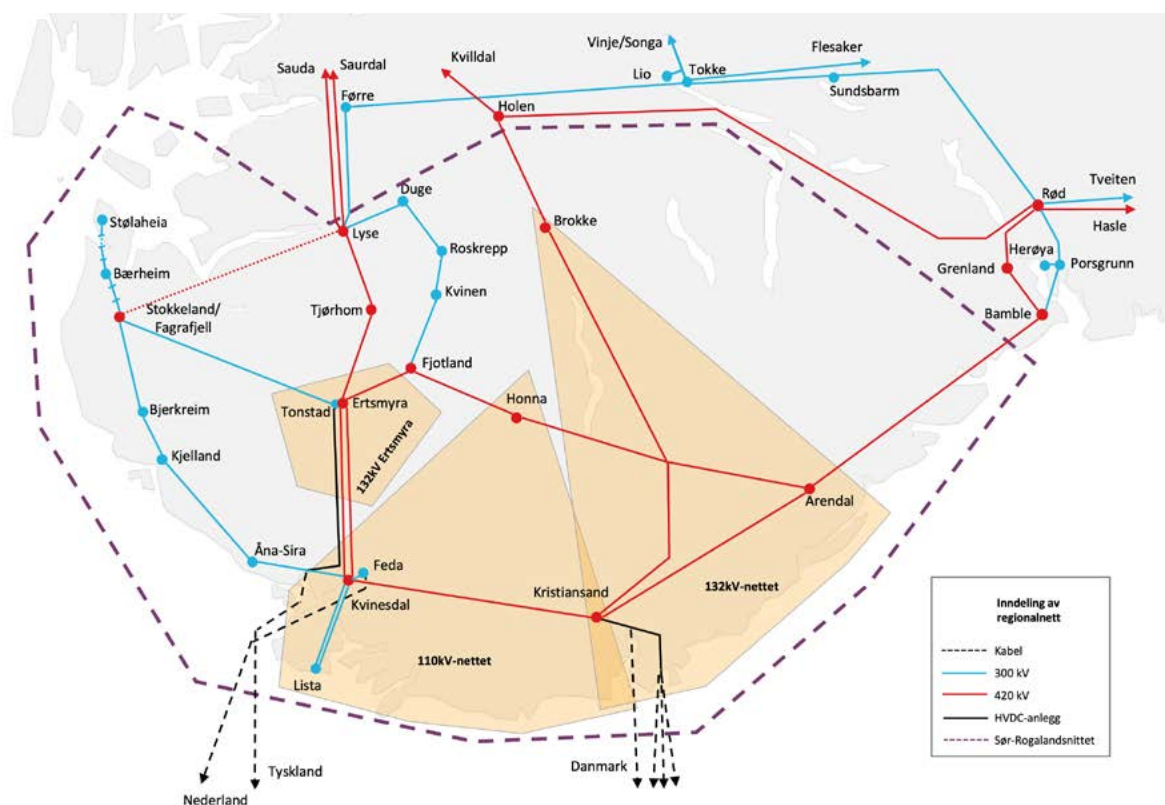 Vinje/Songa
Flesaker
Kvilldal
Sauda
Saurdal
Lio
Tokke
Førre
Sundsbarm
Holen
Tveiten
Duge
Rød
Stølaheia
Brokke
Hasle
Lyse
Roskrepp
Herøya
Porsgrunn
Bærheim
Grenland
Kvinen
Stokkeland/
Fagrafjell
Tjørhom
Bamble
Fjotland
Honna
Tonstad
Ertsmyra
Bjerkreim
132kV Ertsmyra
Kjelland
Arendal
Åna-Sira
Feda
Kvinesdal
Kristiansand
132kV-nettet
110kV-nettet
Lista
Tyskland
Danmark
Nederland
Inndeling av
regionalnett
Kabel
300 kV
420 kV
HVDC-anlegg
Sør-Rogalandsnittet